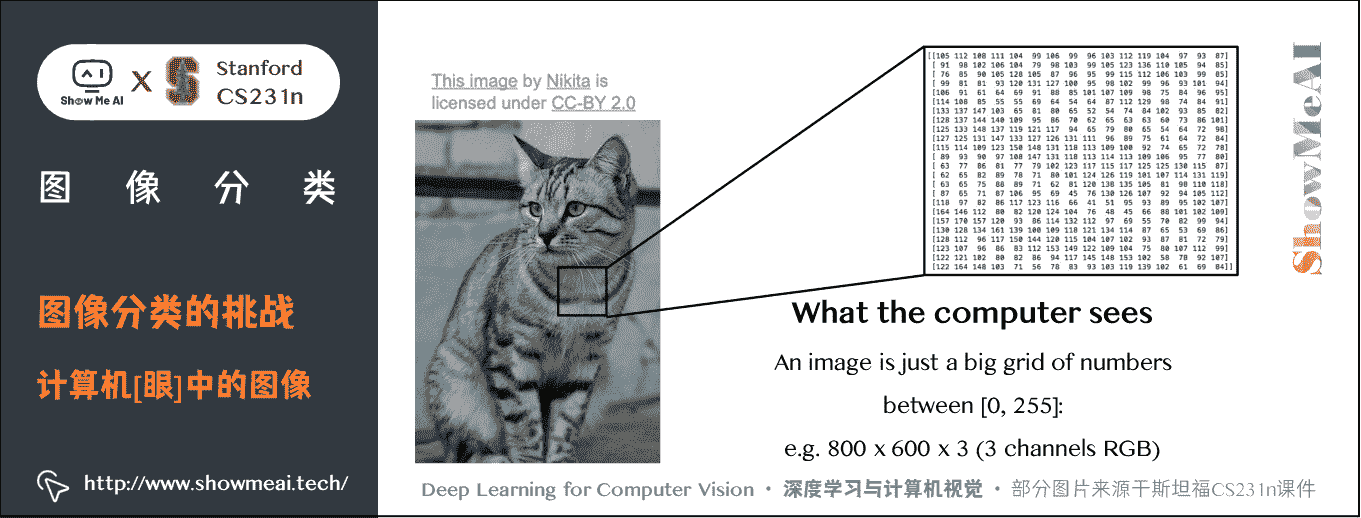 Show Me AI
X
Stanford
CS231n
图像分类
图像分类的挑战
计算机[眼]中的图像
http://www.showmeai.tech/
This image by Nikita is
licensed under CC-BY 2.0
[[105 112 108 111 104 99 106 99 96 103 112 119 104 97 93 87]
[ 91 98 102 106 104 79 98 103 99 105 123 136 110 105 94 85]
[ 76 85 90 105 128 105 87 96 95 99 115 112 106 103 99 85]
[ 99 81 81 93 120 131 127 100 95 98 102 99 96 93 101 94]
[106 91 61 64 69 91 88 85 101 107 109 98 75 84 96 95]
[114 108 85 55 55 69 64 54 64 87 112 129 98 74 84 91]
[133 137 147 103 65 81 80 65 52 54 74 84 102 93 85 82]
[128 137 144 140 109 95 86 70 62 65 63 63 60 73 86 101]
[125 133 148 137 119 121 117 94 65 79 80 65 54 64 72 98]
[127 125 131 147 133 127 126 131 111 96 89 75 61 64 72 84]
[115 114 109 123 150 148 131 118 113 109 100 92 74 65 72 78]
[ 89 93 90 97 108 147 131 118 113 114 113 109 106 95 77 80]
[ 63 77 86 81 77 79 102 123 117 115 117 125 125 130 115 87]
[ 62 65 82 89 78 71 80 101 124 126 119 101 107 114 131 119]
[ 63 65 75 88 89 71 62 81 120 138 135 105 81 98 110 118]
[ 87 65 71 87 106 95 69 45 76 130 126 107 92 94 105 112]
[118 97 82 86 117 123 116 66 41 51 95 93 89 95 102 107]
[164 146 112 80 82 120 124 104 76 48 45 66 88 101 102 109]
[157 170 157 120 93 86 114 132 112 97 69 55 70 82 99 94]
[130 128 134 161 139 100 109 118 121 134 114 87 65 53 69 86]
[128 112 96 117 150 144 120 115 104 107 102 93 87 81 72 79]
[123 107 96 86 83 112 153 149 122 109 104 75 80 107 112 99]
[122 121 102 80 82 86 94 117 145 148 153 102 58 78 92 107]
[122 164 148 103 71 56 78 83 93 103 119 139 102 61 69 84]]
What the computer sees
An image is just a big grid of numbers
between [0, 255]:
e.g. 800 x 600 x 3 (3 channels RGB)
ShowMeAI
Deep Learning for Computer Vision · 深度学习与计算机视觉 · 部分图片来源于斯坦福CS231n课件